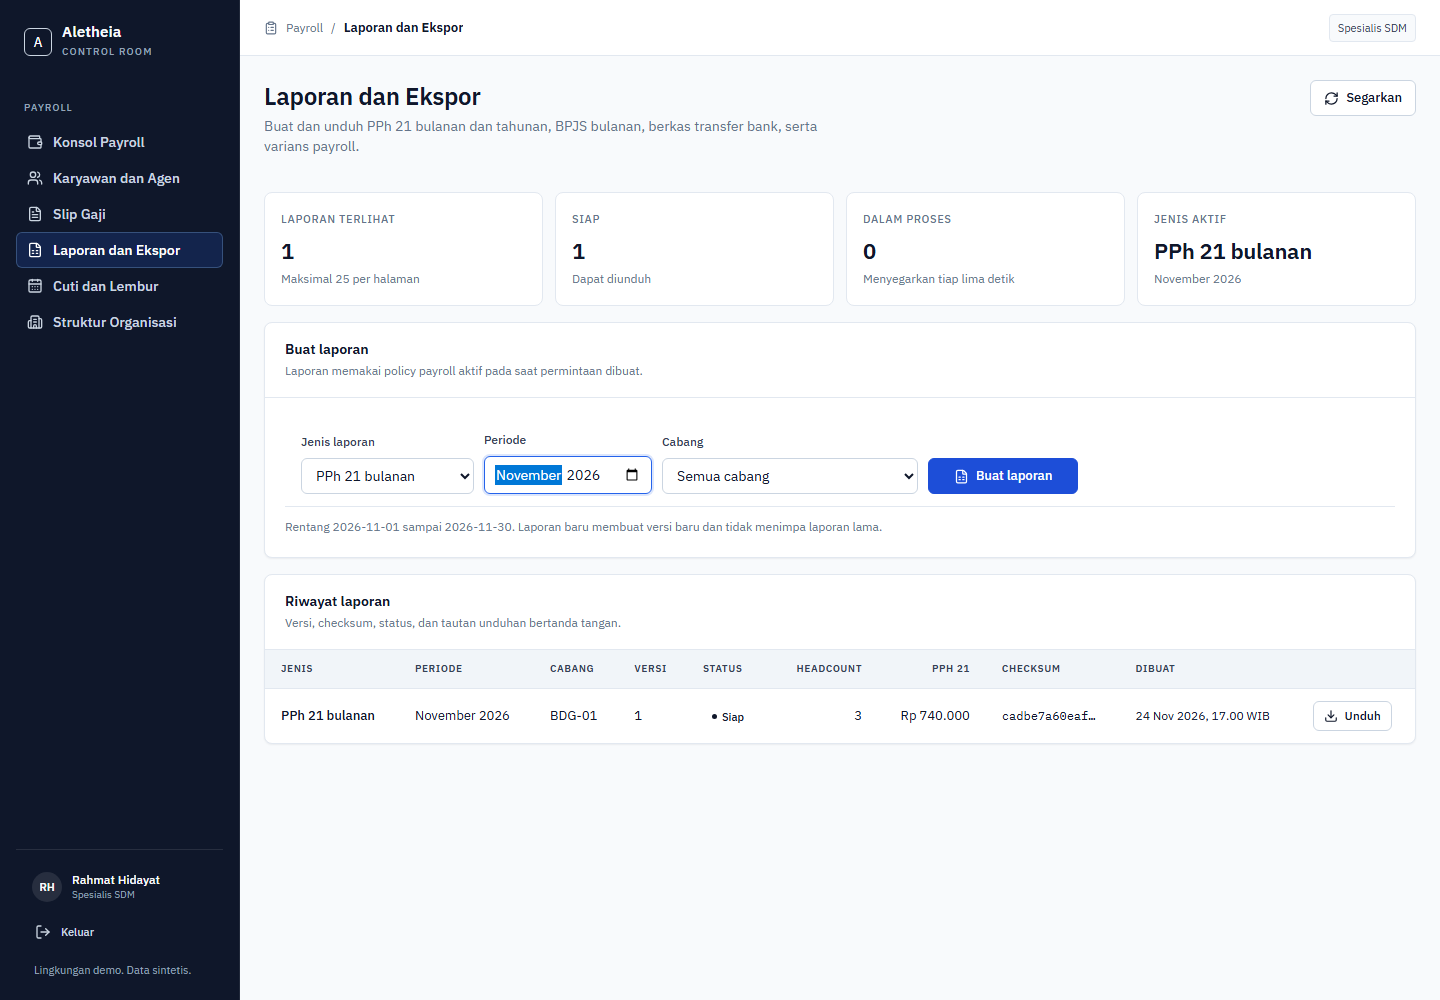 A
Aletheia
CONTROL ROOM
PAYROLL
Konsol Payroll
Karyawan dan Agen
Slip Gaji
Laporan dan Ekspor
Cuti dan Lembur
Struktur Organisasi
RH
Rahmat Hidayat
Spesialis SDM
Keluar
Lingkungan demo. Data sintetis.
Payroll / Laporan dan Ekspor
Spesialis SDM
Laporan dan Ekspor
Buat dan unduh PPh 21 bulanan dan tahunan, BPJS bulanan, berkas transfer bank, serta
varians payroll.
Segarkan
LAPORAN TERLIHAT
1
Maksimal 25 per halaman
SIAP
1
Dapat diunduh
DALAM PROSES
0
Menyegarkan tiap lima detik
JENIS AKTIF
PPh 21 bulanan
November 2026
Buat laporan
Laporan memakai policy payroll aktif pada saat permintaan dibuat.
Jenis laporan
PPh 21 bulanan
Periode
November 2026
Cabang
Semua cabang
Buat laporan
Rentang 2026-11-01 sampai 2026-11-30. Laporan baru membuat versi baru dan tidak menimpa laporan lama.
Riwayat laporan
Versi, checksum, status, dan tautan unduhan bertanda tangan.
JENIS PERIODE CABANG VERSI STATUS HEADCOUNT PPH 21 CHECKSUM DIBUAT
PPh 21 bulanan November 2026 BDG-01 1 Siap 3 Rp 740.000 cadbe7a60eaf… 24 Nov 2026, 17.00 WIB Unduh